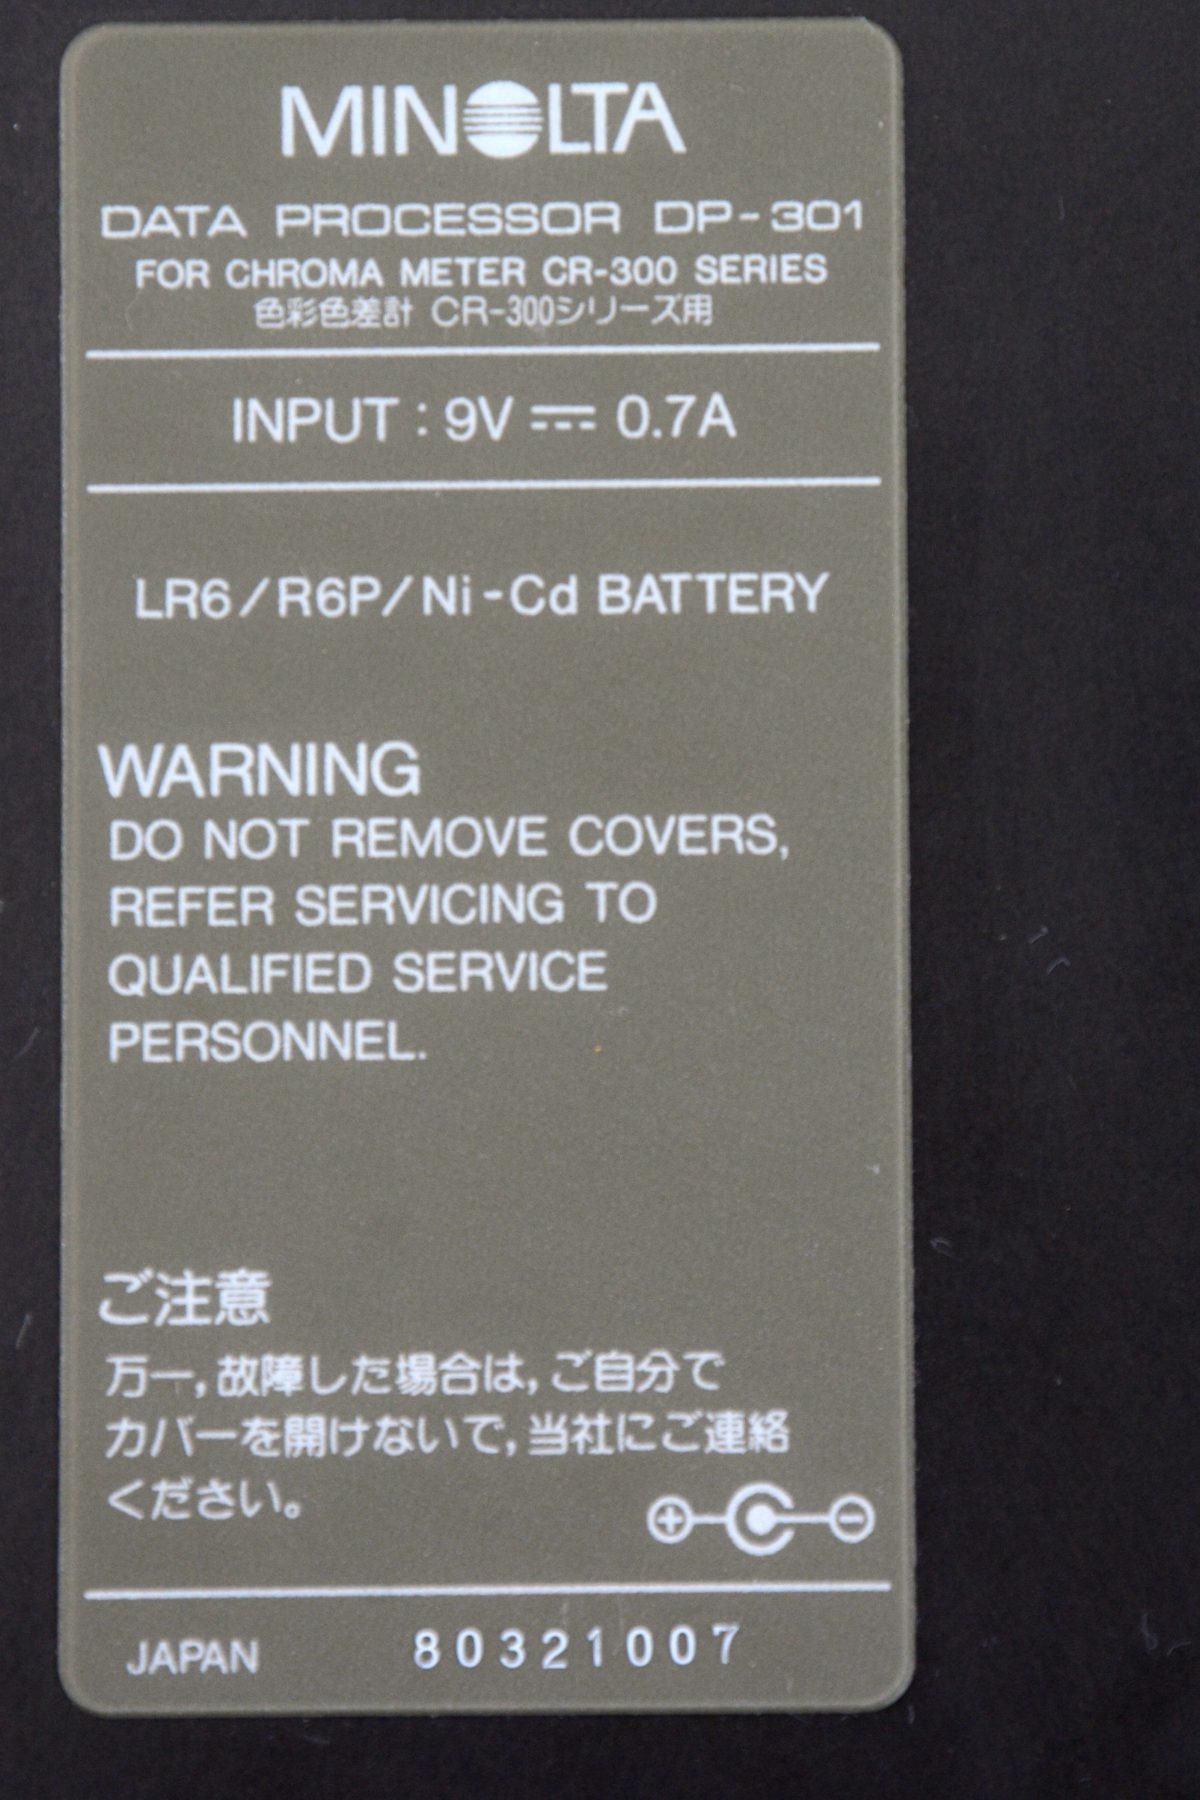 MINOLTA
DATA PROCESSOR DP-301
FOR CHROMA METER CR-300 SERIES
色彩色差計 CR-300シリーズ用
INPUT : 9V ⎓ 0.7A
LR6/R6P/Ni-Cd BATTERY
WARNING
DO NOT REMOVE COVERS,
REFER SERVICING TO
QUALIFIED SERVICE
PERSONNEL.
ご注意
万一,故障した場合は,ご自分で
カバーを開けないで,当社にご連絡
ください。
JAPAN 80321007